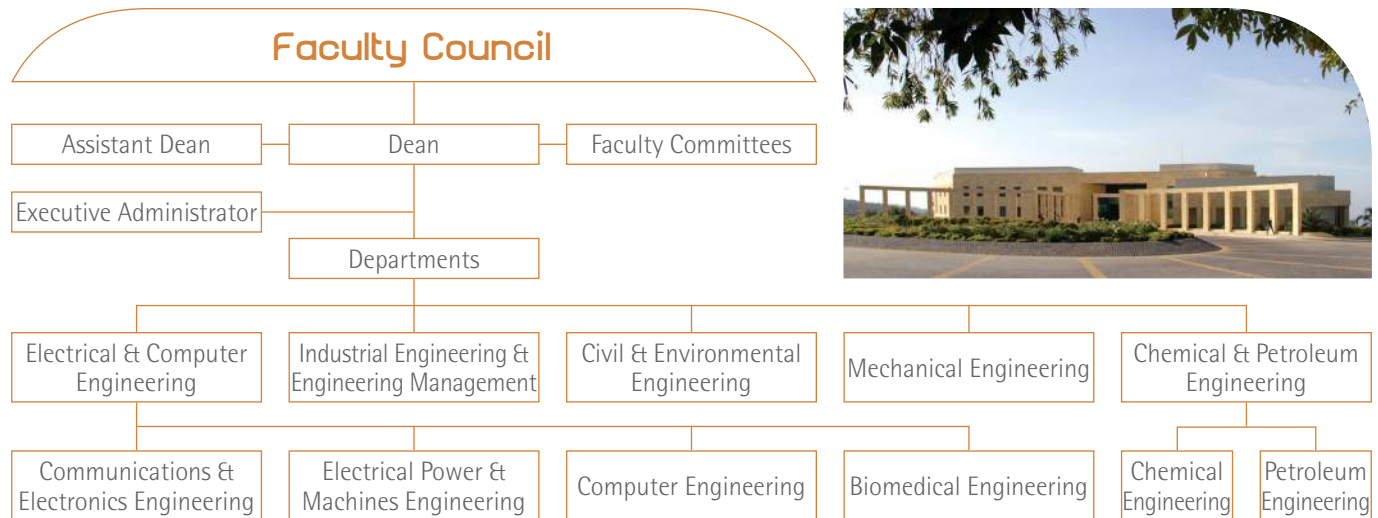 Faculty Council
Assistant Dean
Dean
Faculty Committees
Executive Administrator
Departments
Electrical & Computer
Engineering
Industrial Engineering &
Engineering Management
Civil & Environmental
Engineering
Mechanical Engineering
Chemical & Petroleum
Engineering
Communications &
Electronics Engineering
Electrical Power &
Machines Engineering
Computer Engineering
Biomedical Engineering
Chemical
Engineering
Petroleum
Engineering